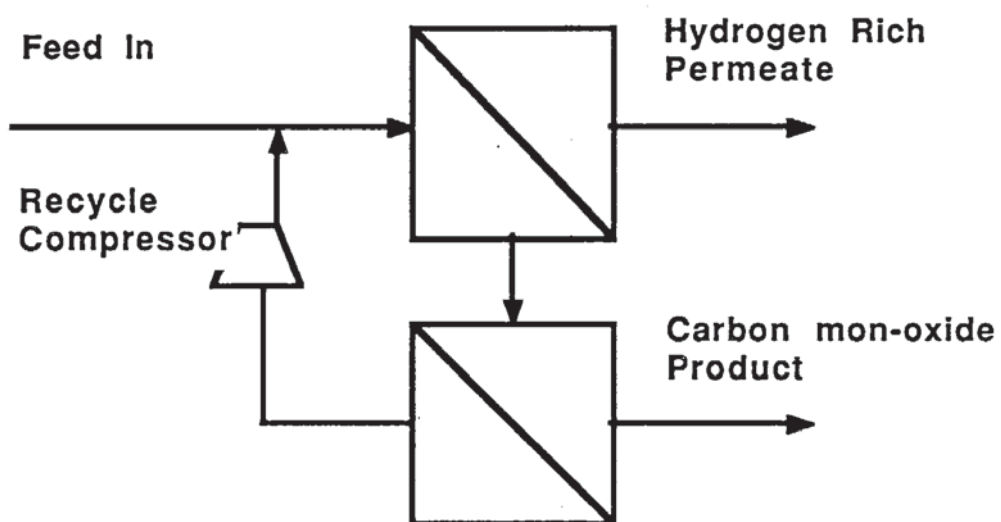 Feed In
Hydrogen Rich
Permeate
Recycle
Compressor
Carbon mon-oxide
Product